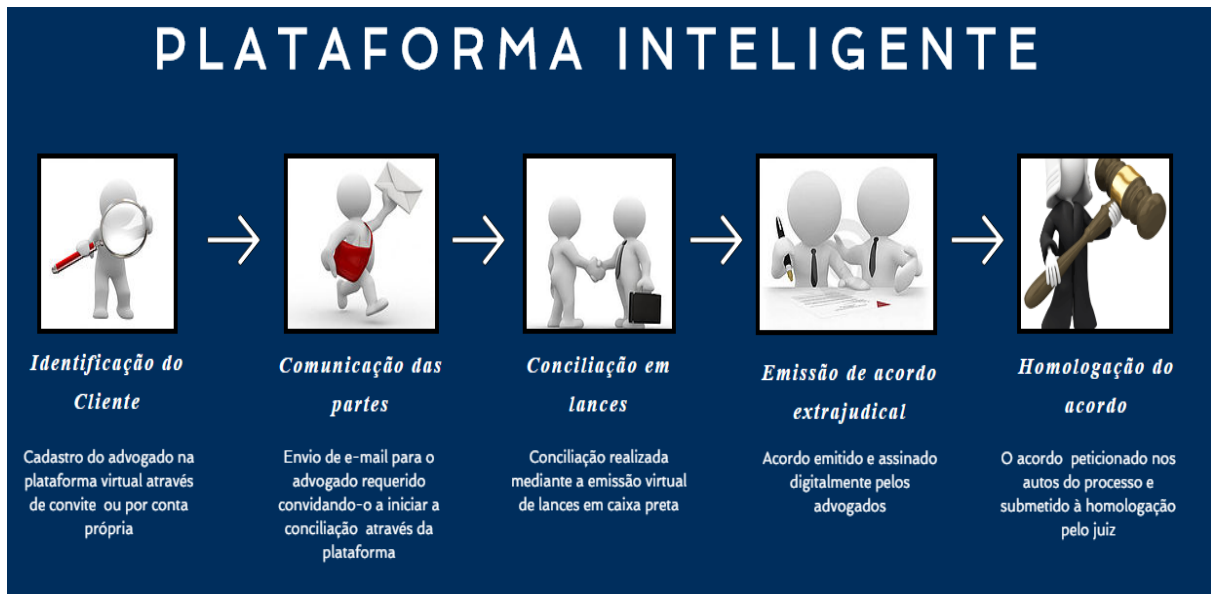 PLATAFORMA INTELIGENTE
Identificação do
Cliente
Cadastro do advogado na
plataforma virtual através
de convite ou por conta
própria
Comunicação das
partes
Envio de e-mail para o
advogado requerido
convidando-o a iniciar a
conciliação através da
plataforma
Conciliação em
lances
Conciliação realizada
mediante a emissão virtual
de lances em caixa preta
Emissão de acordo
extrajudical
Acordo emitido e assinado
digitalmente pelos
advogados
Homologação do
acordo
O acordo peticionado nos
autos do processo e
submetido à homologação
pelo juiz